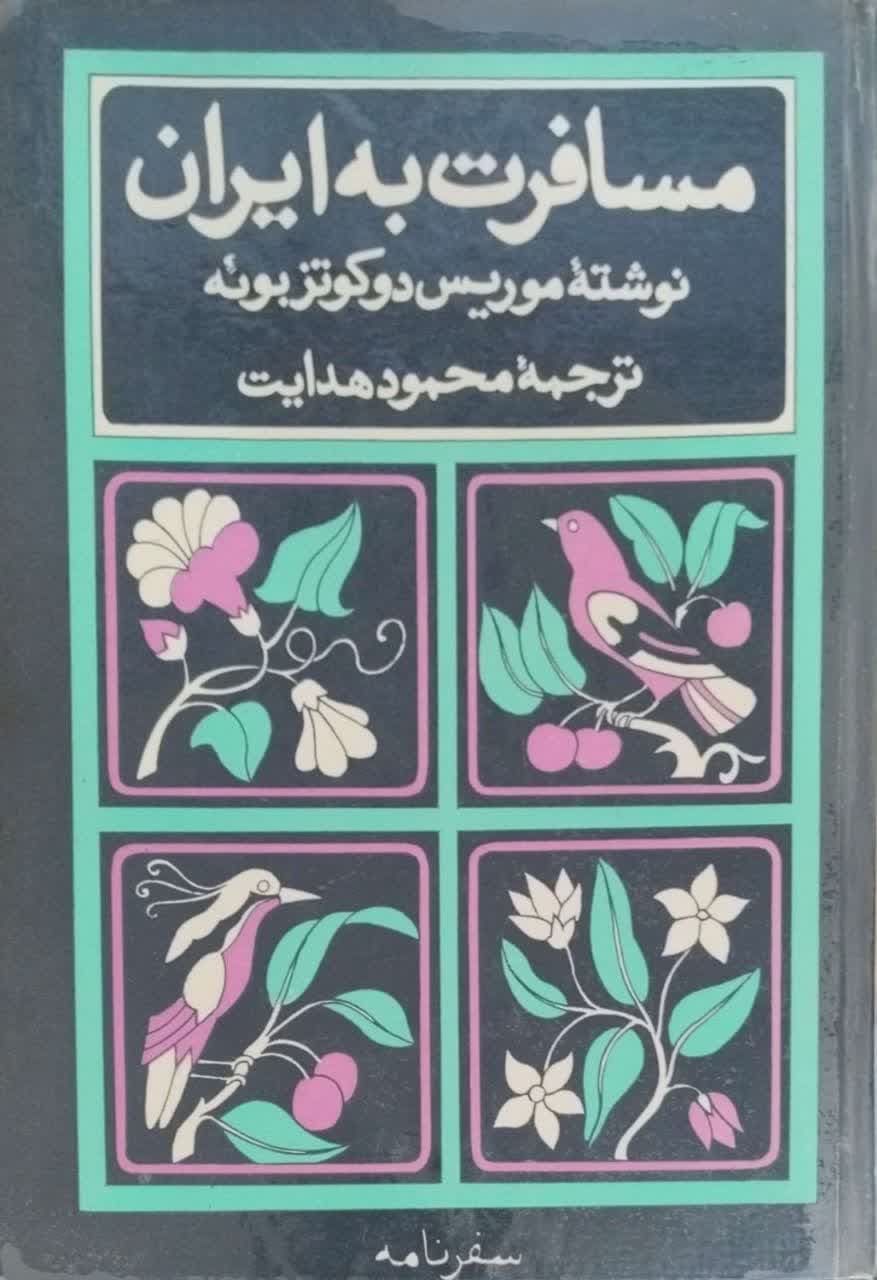 مسافرت به ایران
نوشتهٔ موریس دوکوتزبوئه
ترجمهٔ محمود هدایت
سفرنامه